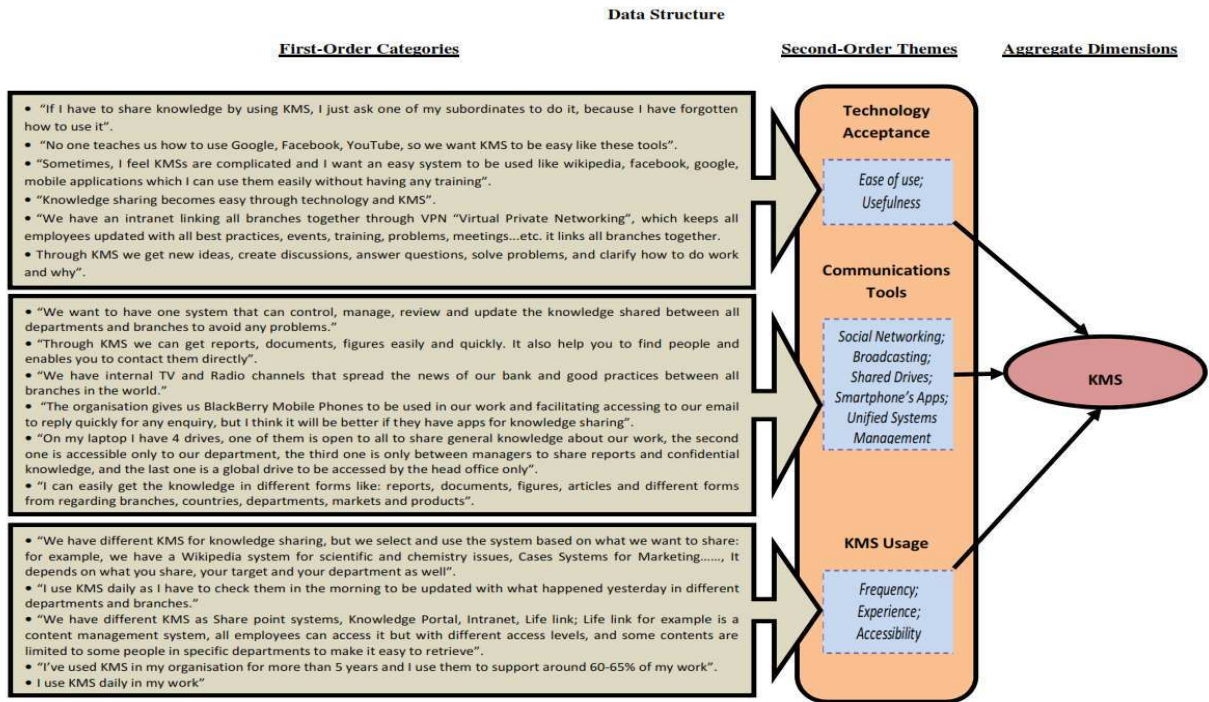 Data Structure
First-Order Categories
Second-Order Themes
Aggregate Dimensions
• "If I have to share knowledge by using KMS, I just ask one of my subordinates to do it, because I have forgotten
how to use it".
• "No one teaches us how to use Google, Facebook, YouTube, so we want KMS to be easy like these tools".
• "Sometimes, I feel KMSs are complicated and I want an easy system to be used like wikipedia, facebook, google,
mobile applications which I can use them easily without having any training".
• "Knowledge sharing becomes easy through technology and KMS".
• "We have an intranet linking all branches together through VPN "Virtual Private Networking", which keeps all
employees updated with all best practices, events, training, problems, meetings...etc. it links all branches together.
• Through KMS we get new ideas, create discussions, answer questions, solve problems, and clarify how to do work
and why".
Technology
Acceptance
Ease of use;
Usefulness
• "We want to have one system that can control, manage, review and update the knowledge shared between all
departments and branches to avoid any problems."
• "Through KMS we can get reports, documents, figures easily and quickly. It also help you to find people and
enables you to contact them directly".
• "We have internal TV and Radio channels that spread the news of our bank and good practices between all
branches in the world."
• "The organisation gives us BlackBerry Mobile Phones to be used in our work and facilitating accessing to our email
to reply quickly for any enquiry, but I think it will be better if they have apps for knowledge sharing".
• "On my laptop I have 4 drives, one of them is open to all to share general knowledge about our work, the second
one is accessible only to our department, the third one is only between managers to share reports and confidential
knowledge, and the last one is a global drive to be accessed by the head office only".
• "I can easily get the knowledge in different forms like: reports, documents, figures, articles and different forms
from regarding branches, countries, departments, markets and products".
Communications
Tools
Social Networking;
Broadcasting;
Shared Drives;
Smartphone's Apps;
Unified Systems
Management
KMS
• "We have different KMS for knowledge sharing, but we select and use the system based on what we want to share:
for example, we have a Wikipedia system for scientific and chemistry issues, Cases Systems for Marketing......, It
depends on what you share, your target and your department as well".
• "I use KMS daily as I have to check them in the morning to be updated with what happened yesterday in different
departments and branches."
• "We have different KMS as Share point systems, Knowledge Portal, Intranet, Life link; Life link for example is a
content management system, all employees can access it but with different access levels, and some contents are
limited to some people in specific departments to make it easy to retrieve".
• "I've used KMS in my organisation for more than 5 years and I use them to support around 60-65% of my work".
• I use KMS daily in my work"
KMS Usage
Frequency;
Experience;
Accessibility